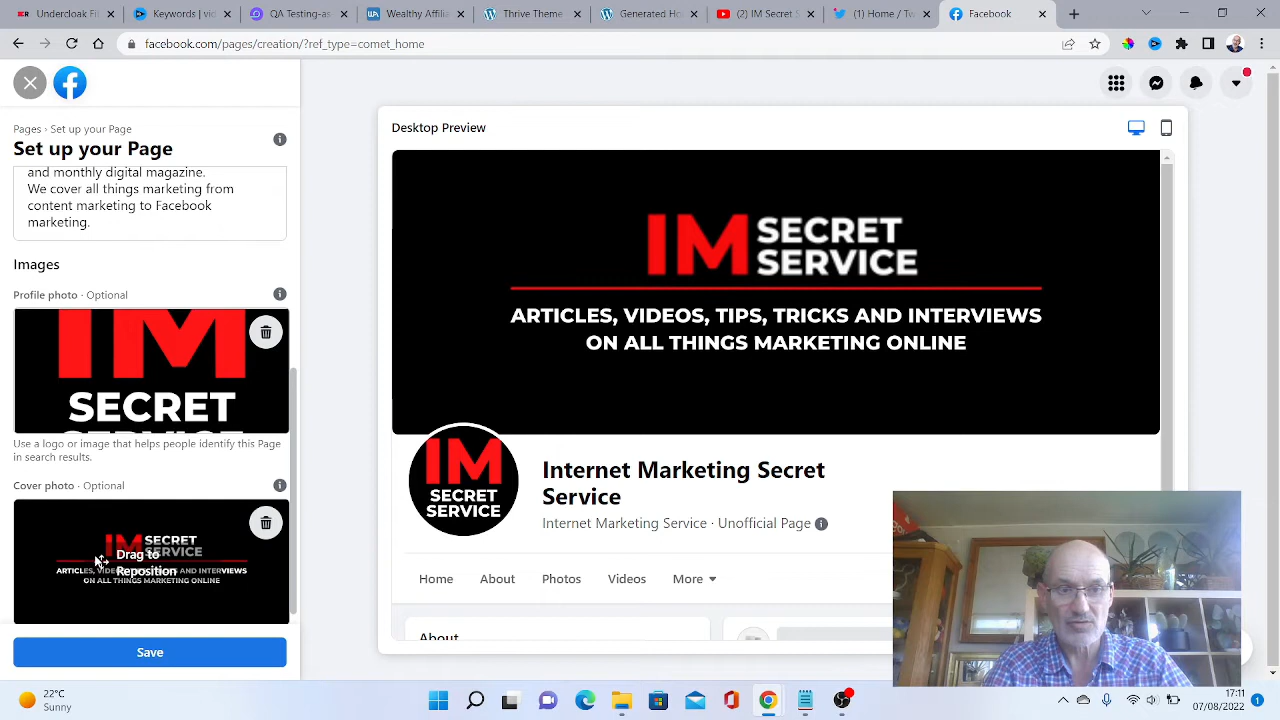 Undefined -
Keywords
QA Testing-as
Wealthy Affilie
Thrst Theme
Generated Ho
(2) IM Secret S
(1) Home / Tw
Facebook
facebook.com/pages/creation/?ref_type=comet_home
Pages › Set up your Page
Set up your Page
and monthly digital magazine.
We cover all things marketing from
content marketing to Facebook
marketing.
Images
Profile photo · Optional
IM
SECRET
Use a logo or image that helps people identify this Page
in search results.
Cover photo · Optional
IM SECRET
SERVICE
Drag to
Reposition
ON ALL THINGS MARKETING ONLINE
Save
Desktop Preview
IM SECRET
SERVICE
ARTICLES, VIDEOS, TIPS, TRICKS AND INTERVIEWS
ON ALL THINGS MARKETING ONLINE
IM
SECRET
SERVICE
Internet Marketing Secret
Service
Internet Marketing Service · Unofficial Page
Home
About
Photos
Videos
More
About
22°C
Sunny
17:11
07/08/2022
1